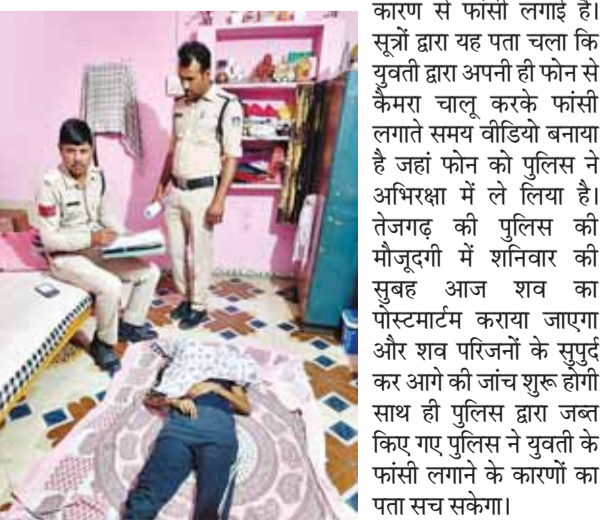 कारण से फांसी लगाई है।
सूत्रों द्वारा यह पता चला कि
युवती द्वारा अपनी ही फोन से
कैमरा चालू करके फांसी
लगाते समय वीडियो बनाया
है जहां फोन को पुलिस ने
अभिरक्षा में ले लिया है।
तेजगढ़ की पुलिस की
मौजूदगी में शनिवार की
सुबह आज शव का
पोस्टमार्टम कराया जाएगा
और शव परिजनों के सुपुर्द
कर आगे की जांच शुरू होगी
साथ ही पुलिस द्वारा जब्त
किए गए पुलिस ने युवती के
फांसी लगाने के कारणों का
पता सच सकेगा।